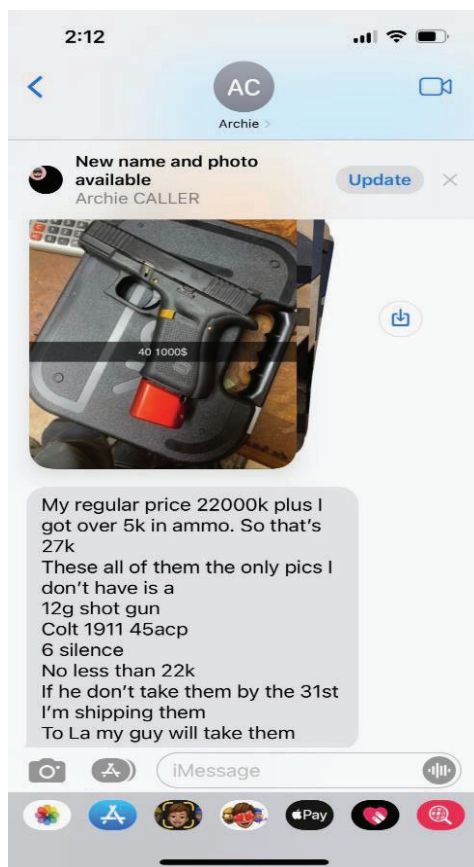 2:12
AC
Archie >
New name and photo
available
Archie CALLER
Update
40 1000$
My regular price 22000k plus I
got over 5k in ammo. So that's
27k
These all of them the only pics I
don't have is a
12g shot gun
Colt 1911 45acp
6 silence
No less than 22k
If he don't take them by the 31st
I'm shipping them
To La my guy will take them
iMessage
Pay